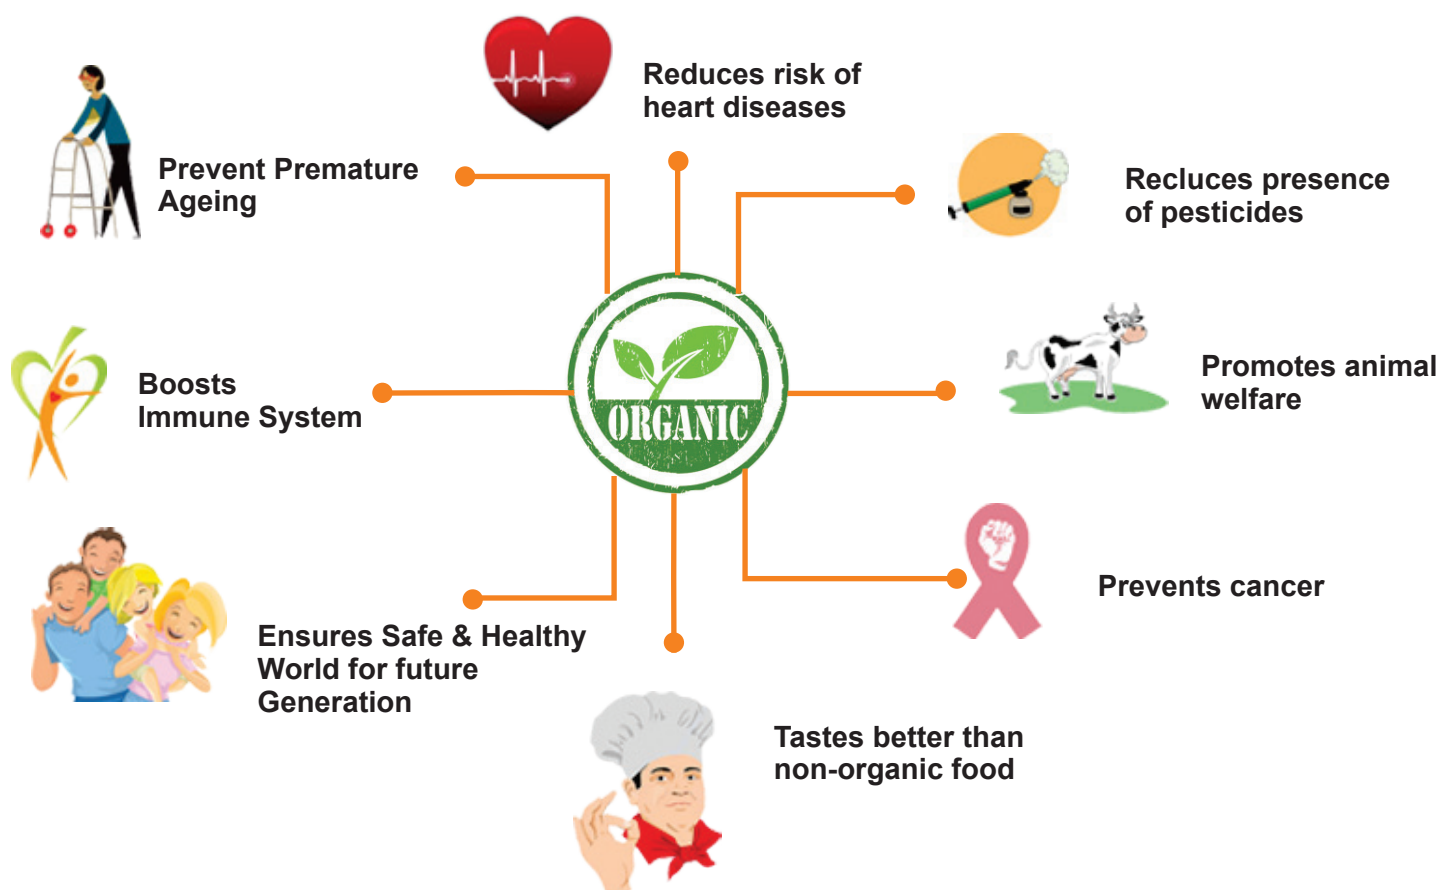 Reduces risk of
heart diseases
Prevent Premature
Ageing
Recluces presence
of pesticides
Boosts
Immune System
ORGANIC
Promotes animal
welfare
Prevents cancer
Ensures Safe & Healthy
World for future
Generation
Tastes better than
non-organic food